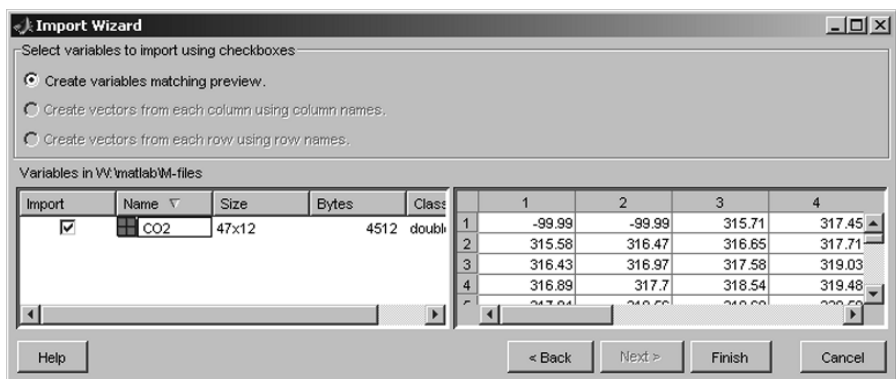 Import Wizard
Select variables to import using checkboxes
Create variables matching preview.
Create vectors from each column using column names.
Create vectors from each row using row names.
Variables in W:\matlab\M-files
Import Name Size Bytes Class
CO2 47x12 4512 double
1 2 3 4
1 -99.99 -99.99 315.71 317.45
2 315.58 316.47 316.65 317.71
3 316.43 316.97 317.58 319.03
4 316.89 317.7 318.54 319.48
Help < Back Next > Finish Cancel